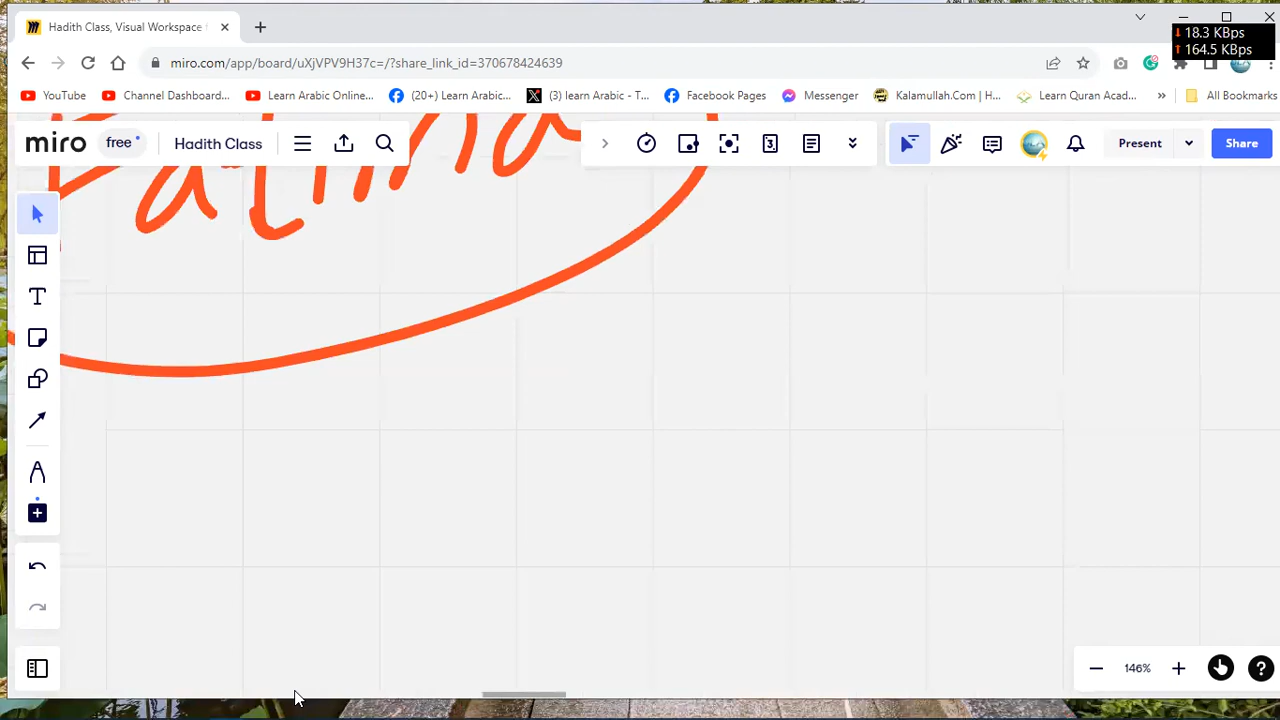 Hadith Class, Visual Workspace f
18.3 KBps
164.5 KBps
miro.com/app/board/uXjVPV9H37c=/?share_link_id=370678424639
YouTube
Channel Dashboard...
Learn Arabic Online...
(20+) Learn Arabic...
(3) learn Arabic - T...
Facebook Pages
Messenger
Kalamullah.Com | H...
Learn Quran Acad...
»
All Bookmarks
miro
free
Hadith Class
3
Present
Share
146%